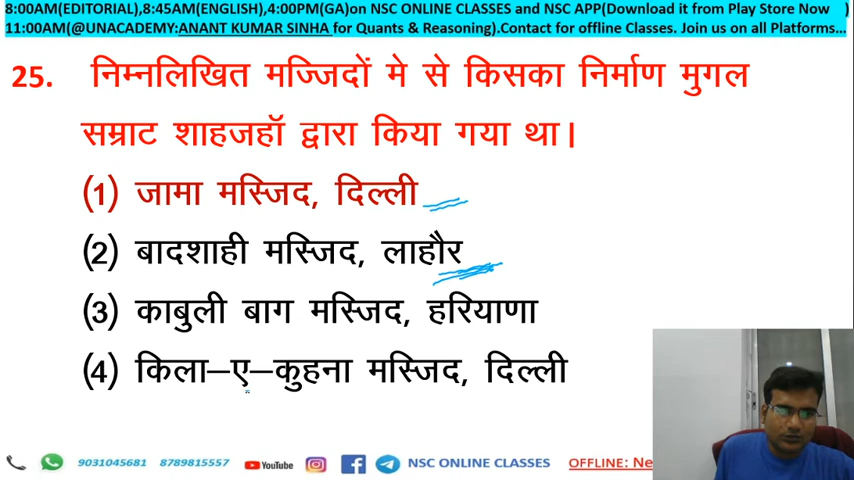 8:00AM(EDITORIAL),8:45AM(ENGLISH),4:00PM(GA)on NSC ONLINE CLASSES and NSC APP(Download it from Play Store Now )
11:00AM(@UNACADEMY:ANANT KUMAR SINHA for Quants & Reasoning).Contact for offline Classes. Join us on all Platforms...
25. निम्नलिखित मज्जिदों मे से किसका निर्माण मुगल
सम्राट शाहजहॉ द्वारा किया गया था।
(1) जामा मस्जिद, दिल्ली
(2) बादशाही मस्जिद, लाहौर
(3) काबुली बाग मस्जिद, हरियाणा
(4) किला–ए–कुहना मस्जिद, दिल्ली
9031045681 8789815557 YouTube NSC ONLINE CLASSES OFFLINE: Ne